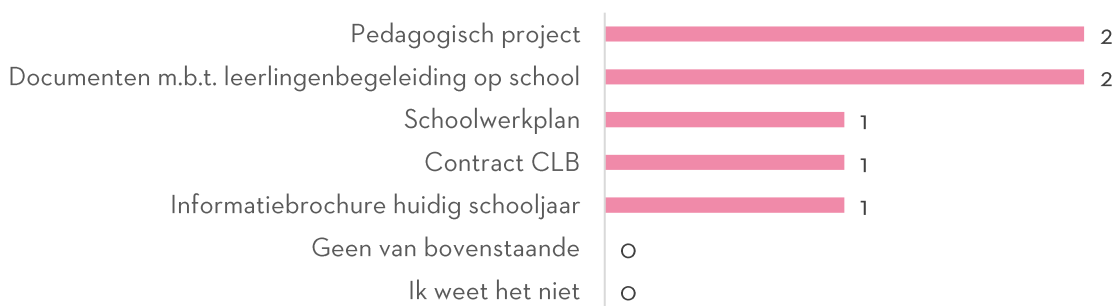 Pedagogisch project 2
Documenten m.b.t. leerlingenbegeleiding op school 2
Schoolwerkplan 1
Contract CLB 1
Informatiebrochure huidig schooljaar 1
Geen van bovenstaande 0
Ik weet het niet 0